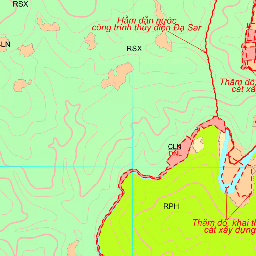 RSX
Hầm dẫn nước
công trình thủy điện Đạ Sar
RSX
CLN
Thăm dò,
cát xâ
CLN
RPH
Thăm dò, khai th
cát xây dựng